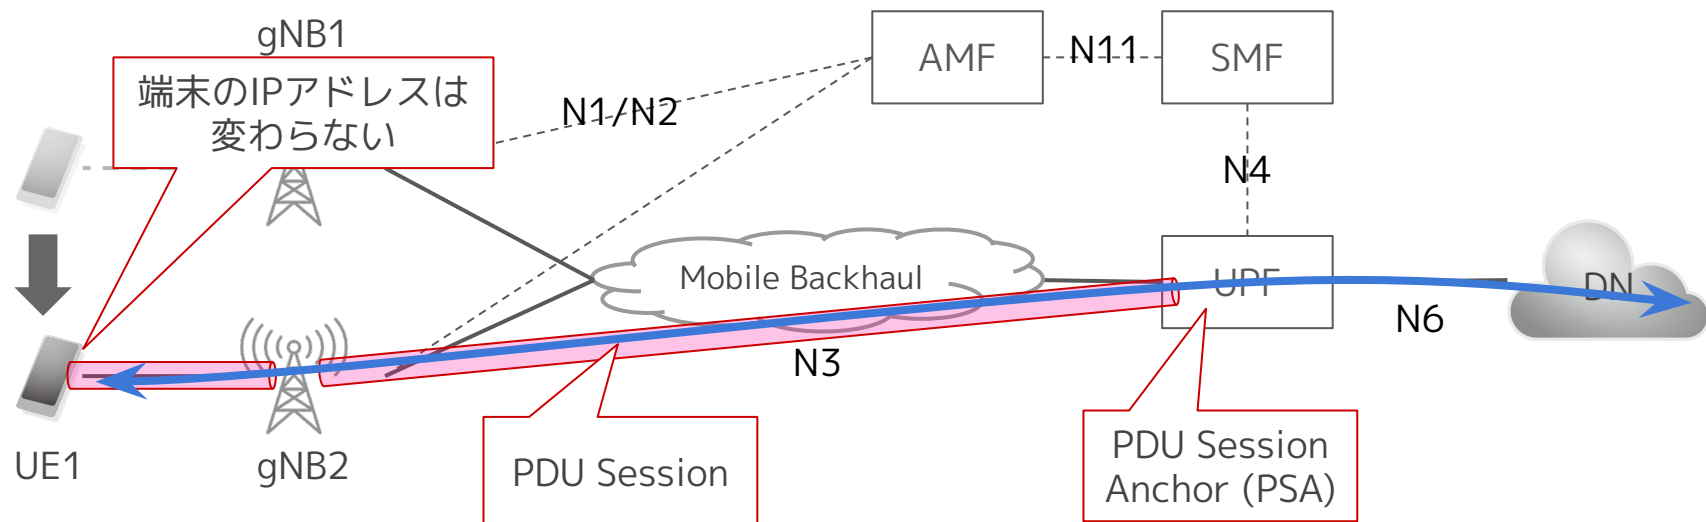 gNB1
端末のIPアドレスは
変わらない
N1/N2
AMF
N11
SMF
N4
Mobile Backhaul
UPF
DN
N6
N3
UE1
gNB2
PDU Session
PDU Session
Anchor (PSA)